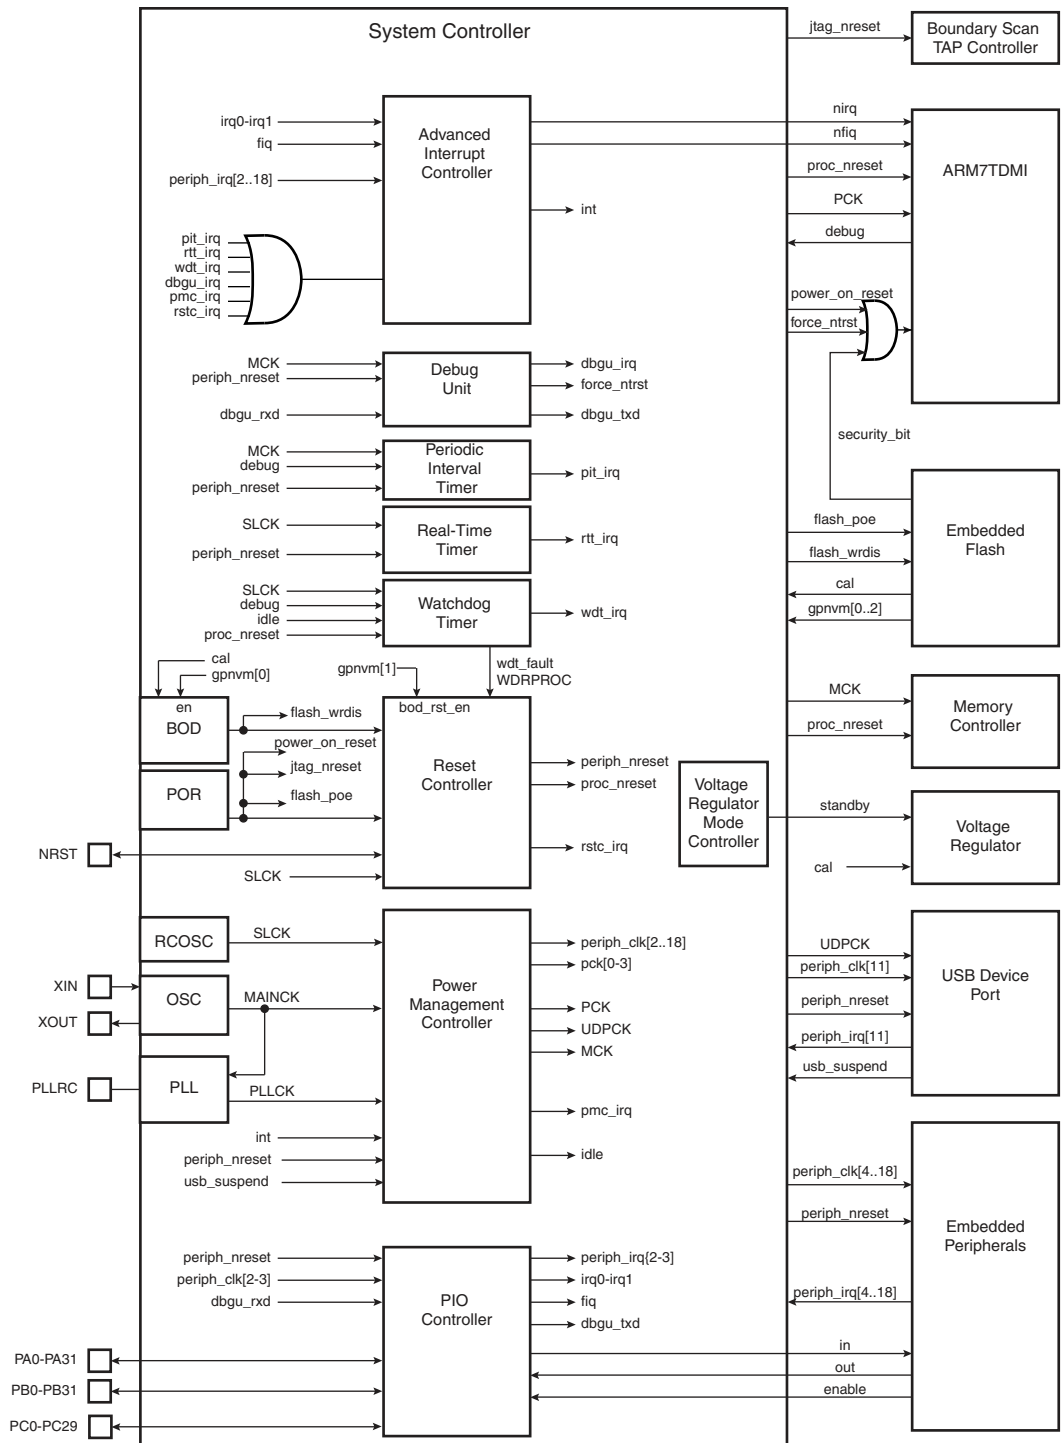 System Controller
jtag_nreset
Boundary Scan
TAP Controller
irq0-irq1
fiq
periph_irq[2..18]
Advanced
Interrupt
Controller
int
nirq
nfiq
proc_nreset
PCK
debug
ARM7TDMI
pit_irq
rtt_irq
wdt_irq
dbgu_irq
pmc_irq
rstc_irq
power_on_reset
force_ntrst
security_bit
MCK
periph_nreset
dbgu_rxd
Debug
Unit
dbgu_irq
force_ntrst
dbgu_txd
MCK
debug
periph_nreset
Periodic
Interval
Timer
pit_irq
SLCK
periph_nreset
Real-Time
Timer
rtt_irq
flash_poe
flash_wrdis
cal
gpnvm[0..2]
Embedded
Flash
SLCK
debug
idle
proc_nreset
Watchdog
Timer
wdt_irq
cal
gpnvm[0]
gpnvm[1]
wdt_fault
WDRPROC
en
BOD
POR
flash_wrdis
power_on_reset
jtag_nreset
flash_poe
bod_rst_en
Reset
Controller
periph_nreset
proc_nreset
rstc_irq
NRST
SLCK
MCK
proc_nreset
Memory
Controller
Voltage
Regulator
Mode
Controller
standby
cal
Voltage
Regulator
RCOSC
SLCK
XIN
XOUT
OSC
MAINCK
PLLRC
PLL
PLLCK
int
periph_nreset
usb_suspend
Power
Management
Controller
periph_clk[2..18]
pck[0-3]
PCK
UDPCK
MCK
pmc_irq
idle
UDPCK
periph_clk[11]
periph_nreset
periph_irq[11]
usb_suspend
USB Device
Port
periph_nreset
periph_clk[2-3]
dbgu_rxd
PIO
Controller
periph_irq{2-3]
irq0-irq1
fiq
dbgu_txd
PA0-PA31
PB0-PB31
PC0-PC29
periph_clk[4..18]
periph_nreset
periph_irq[4..18]
in
out
enable
Embedded
Peripherals